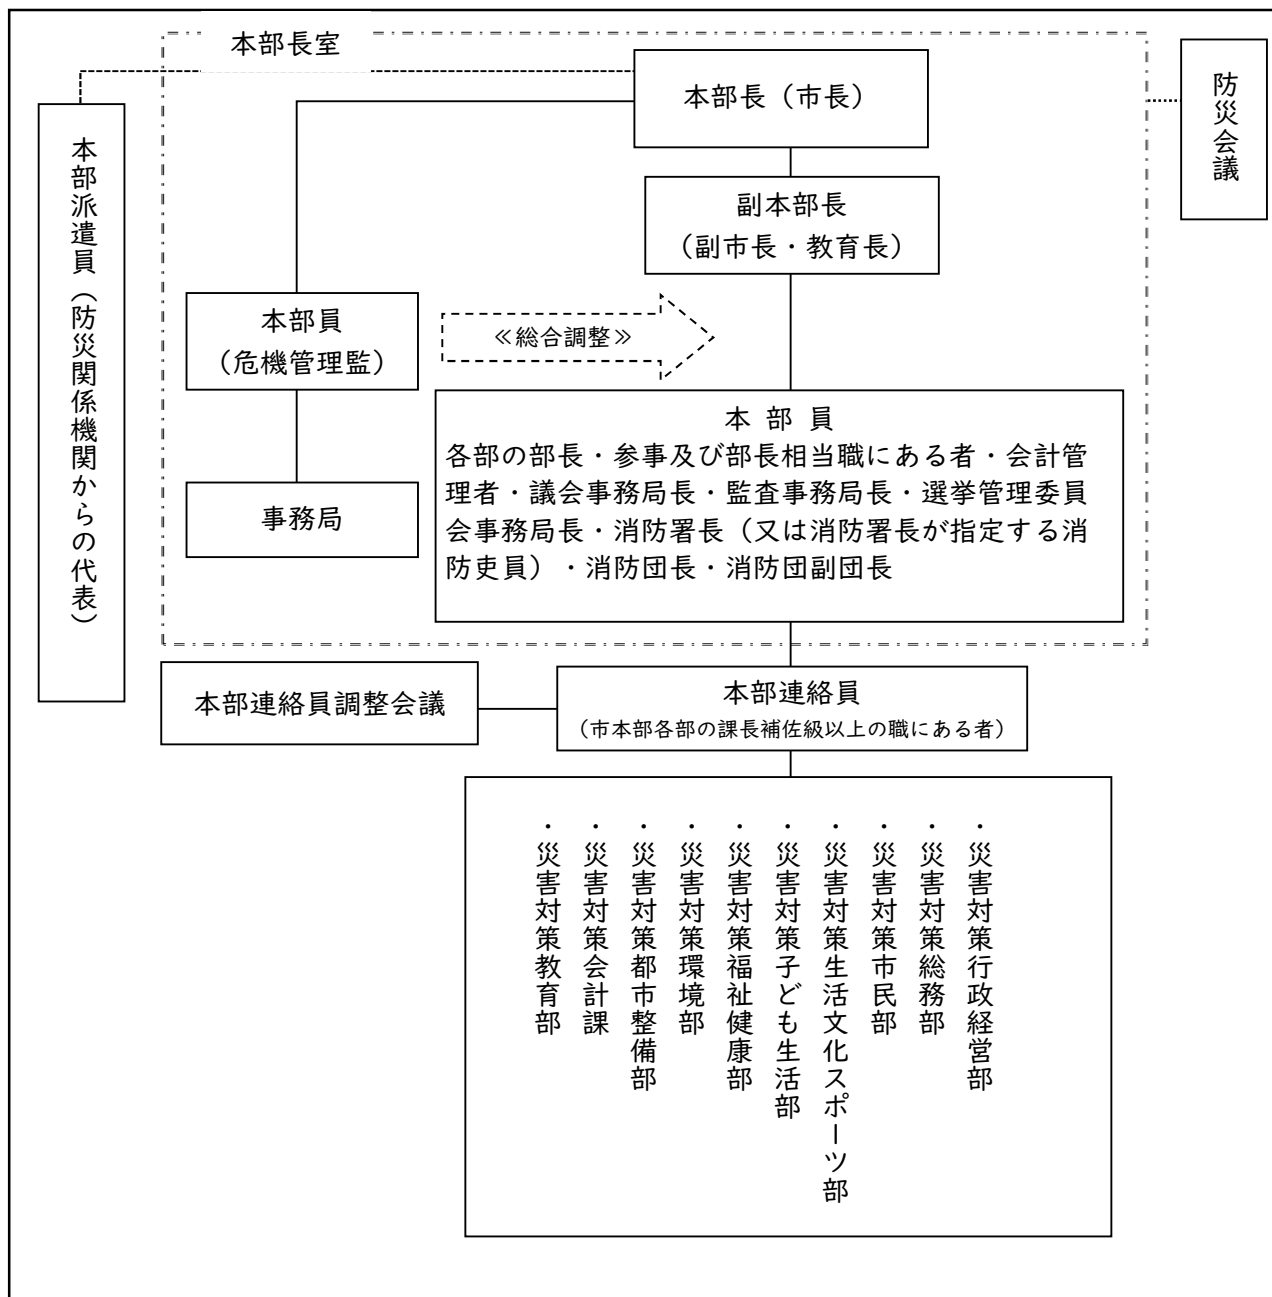 本部長室
本部長（市長）
防災会議
本部派遣員（防災関係機関からの代表）
副本部長
（副市長・教育長）
本部員
（危機管理監）
≪総合調整≫
事務局
本 部 員
各部の部長・参事及び部長相当職にある者・会計管
理者・議会事務局長・監査事務局長・選挙管理委員
会事務局長・消防署長（又は消防署長が指定する消
防吏員）・消防団長・消防団副団長
本部連絡員調整会議
本部連絡員
（市本部各部の課長補佐級以上の職にある者）
・災害対策行政経営部
・災害対策総務部
・災害対策市民部
・災害対策生活文化スポーツ部
・災害対策子ども生活部
・災害対策福祉健康部
・災害対策環境部
・災害対策都市整備部
・災害対策会計課
・災害対策教育部